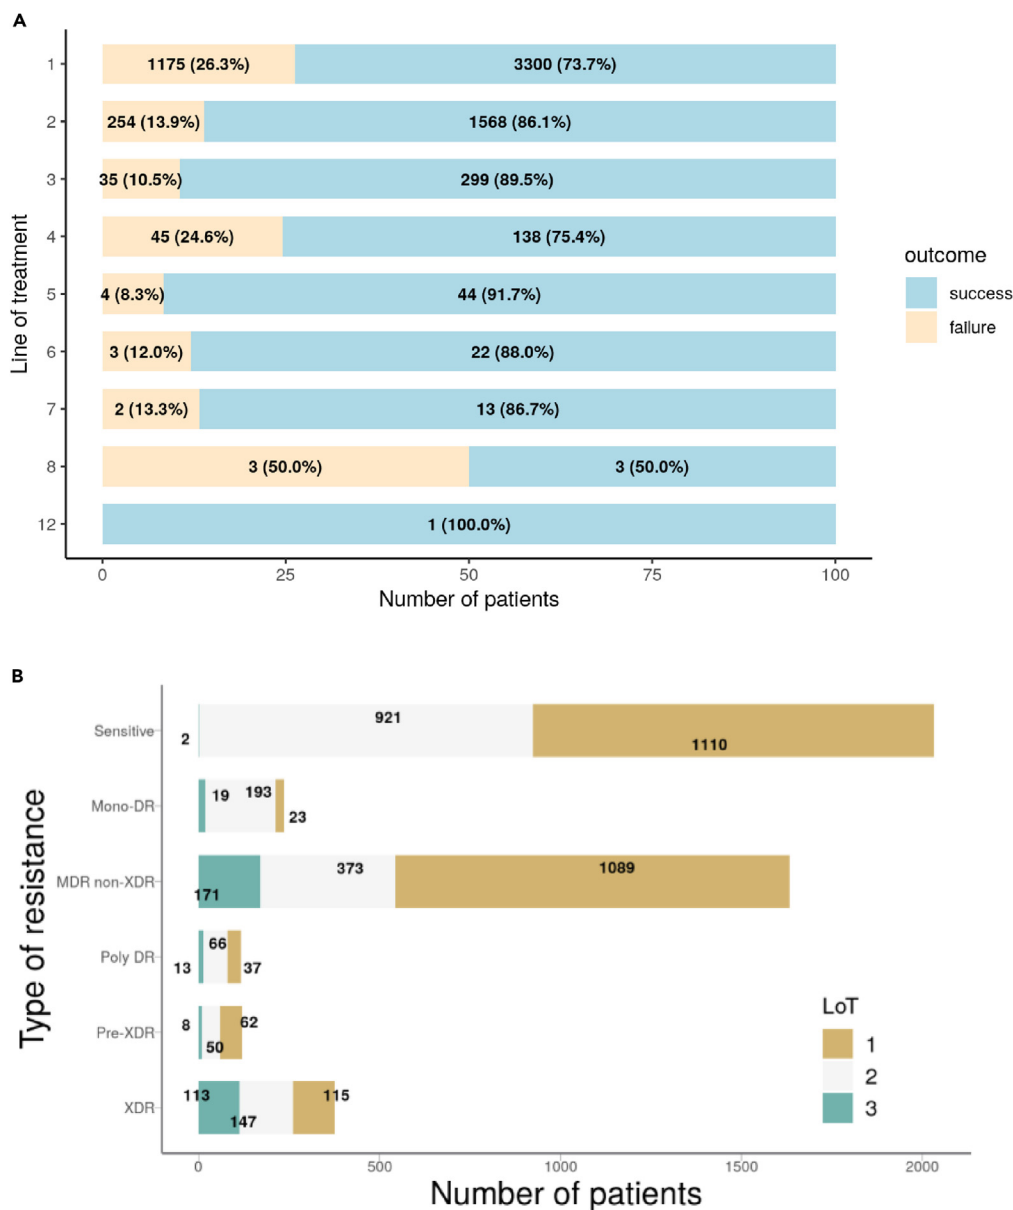 A
1 1175 (26.3%) 3300 (73.7%)
2 254 (13.9%) 1568 (86.1%)
3 35 (10.5%) 299 (89.5%)
4 45 (24.6%) 138 (75.4%)
5 4 (8.3%) 44 (91.7%)
6 3 (12.0%) 22 (88.0%)
7 2 (13.3%) 13 (86.7%)
8 3 (50.0%) 3 (50.0%)
12 1 (100.0%)
Line of treatment
0 25 50 75 100
Number of patients
outcome
success
failure
B
Type of resistance
Sensitive 2 921 1110
Mono-DR 19 193 23
MDR non-XDR 171 373 1089
Poly DR 13 66 37
Pre-XDR 8 50 62
XDR 113 147 115
LoT
1
2
3
0 500 1000 1500 2000
Number of patients